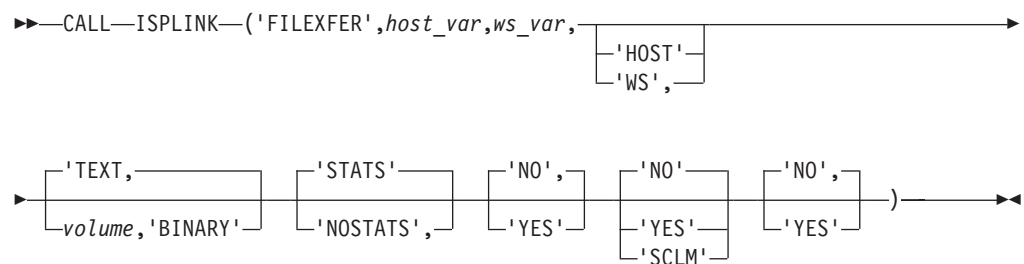 CALL ISPLINK ('FILEXFER',host_var,ws_var,
'HOST'
'WS',
'TEXT, 'STATS' 'NO', 'NO' 'NO',
)
volume,'BINARY' 'NOSTATS', 'YES' 'YES' 'YES'
'SCLM'